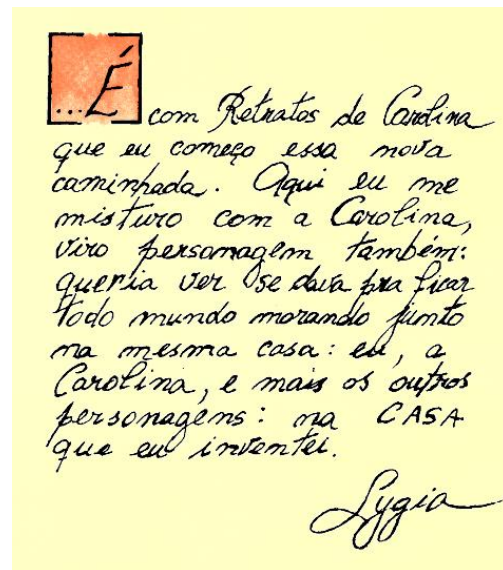 ...É com Retratos de Carolina
que eu começo essa nova
caminhada. Aqui eu me
misturo com a Carolina,
viro personagem também:
queria ver se dava pra ficar
todo mundo morando junto
na mesma casa: eu, a
Carolina, e mais os outros
personagens: na CASA
que eu inventei.
Lygia